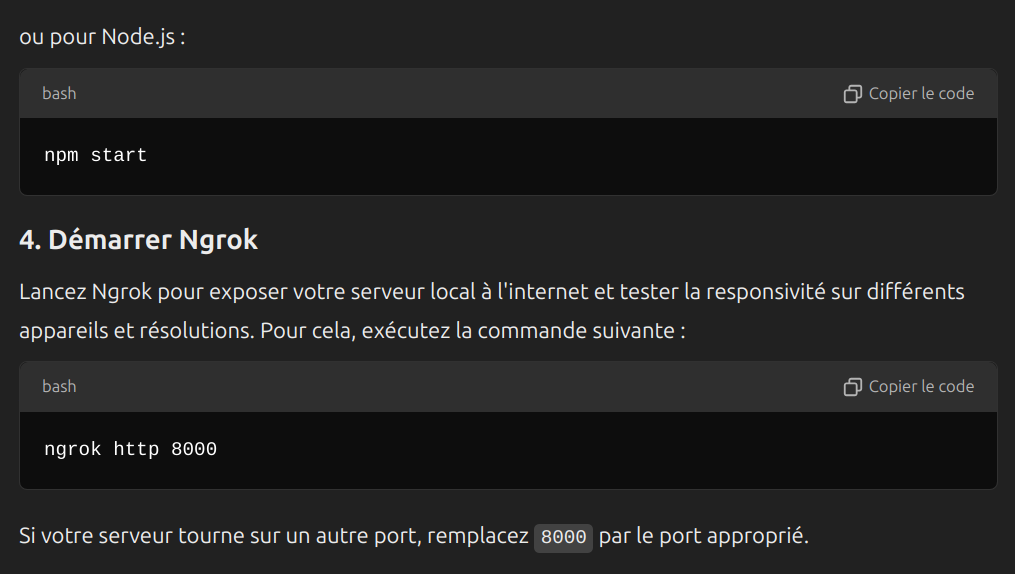 ou pour Node.js :
bash
Copier le code
npm start
4. Démarrer Ngrok
Lancez Ngrok pour exposer votre serveur local à l'internet et tester la responsivité sur différents
appareils et résolutions. Pour cela, exécutez la commande suivante :
bash
Copier le code
ngrok http 8000
Si votre serveur tourne sur un autre port, remplacez 8000 par le port approprié.